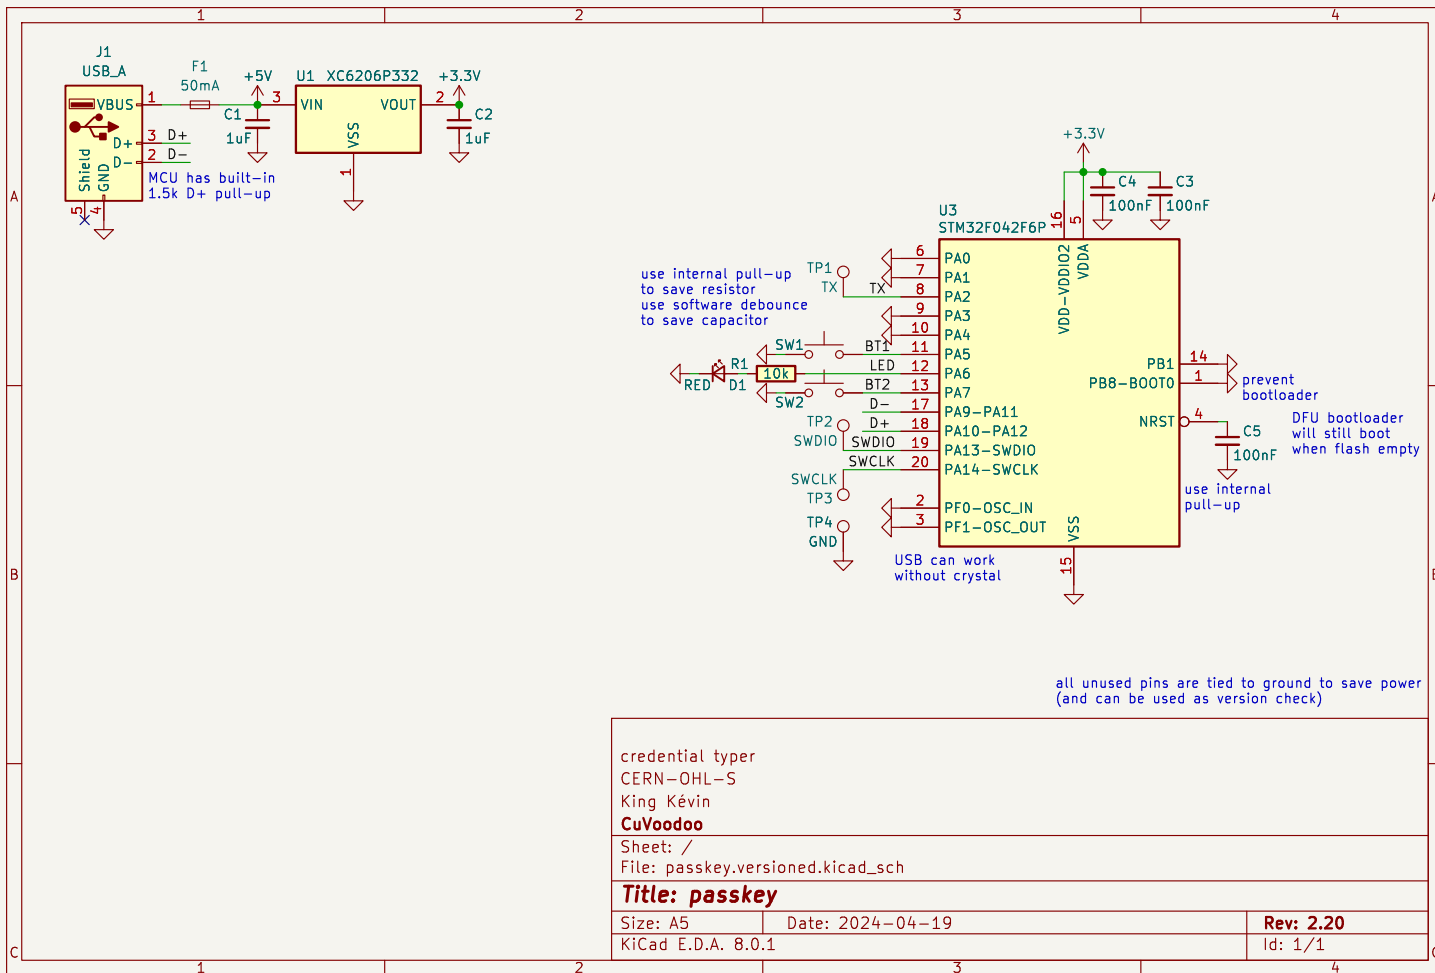 1 2 3 4
J1
USB_A
VBUS 1
D+ 3 D+
D- 2 D-
Shield
GND
5 4
MCU has built-in
1.5k D+ pull-up
F1
50mA
+5V
C1
1uF
U1 XC6206P332
3 VIN VOUT 2
VSS
1
+3.3V
C2
1uF
A
+3.3V
C4
100nF
C3
100nF
U3
STM32F042F6P
16 5
VDD-VDDIO2
VDDA
use internal pull-up
to save resistor
use software debounce
to save capacitor
TP1
TX
6 PA0
7 PA1
TX 8 PA2
9 PA3
10 PA4
SW1 BT1 11 PA5
RED D1 R1 10k LED 12 PA6
SW2 BT2 13 PA7
D- 17 PA9-PA11
D+ 18 PA10-PA12
TP2
SWDIO SWDIO 19 PA13-SWDIO
SWCLK SWCLK 20 PA14-SWCLK
TP3
2 PF0-OSC_IN
3 PF1-OSC_OUT
TP4
GND
VSS
15
PB1 14
PB8-BOOT0 1
NRST 4
prevent
bootloader
DFU bootloader
will still boot
when flash empty
C5
100nF
use internal
pull-up
USB can work
without crystal
B
all unused pins are tied to ground to save power
(and can be used as version check)
credential typer
CERN-OHL-S
King Kévin
CuVoodoo
Sheet: /
File: passkey.versioned.kicad_sch
Title: passkey
Size: A5 Date: 2024-04-19 Rev: 2.20
KiCad E.D.A. 8.0.1 Id: 1/1
C
1 2 3 4